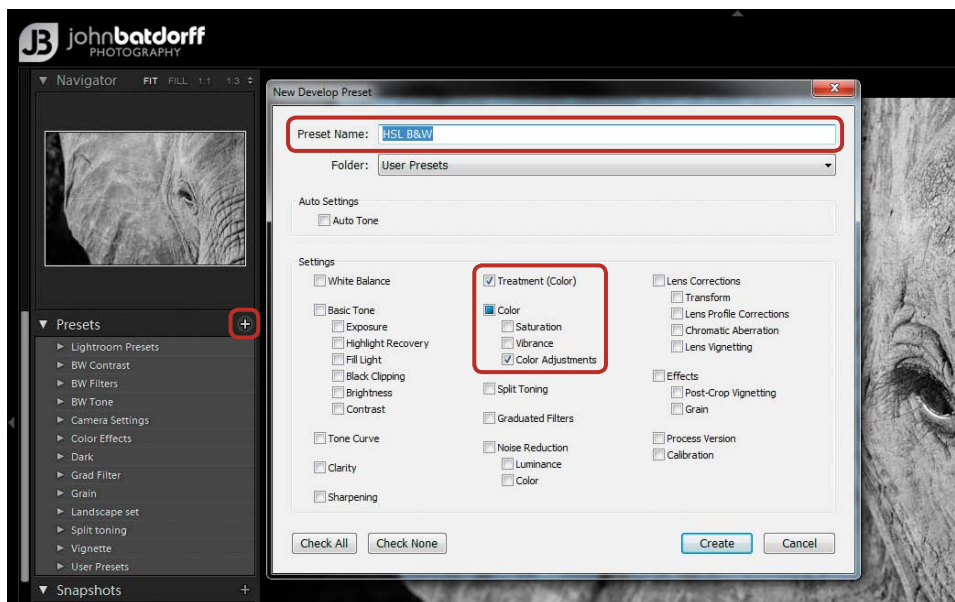 JB johnbatdorff
PHOTOGRAPHY
Navigator FIT FILL 1:1 1:3
Presets +
Lightroom Presets
BW Contrast
BW Filters
BW Tone
Camera Settings
Color Effects
Dark
Grad Filter
Grain
Landscape set
Split toning
Vignette
User Presets
Snapshots +
New Develop Preset
Preset Name: HSL B&W
Folder: User Presets
Auto Settings
Auto Tone
Settings
White Balance
Basic Tone
Exposure
Highlight Recovery
Fill Light
Black Clipping
Brightness
Contrast
Tone Curve
Clarity
Sharpening
Treatment (Color)
Color
Saturation
Vibrance
Color Adjustments
Split Toning
Graduated Filters
Noise Reduction
Luminance
Color
Lens Corrections
Transform
Lens Profile Corrections
Chromatic Aberration
Lens Vignetting
Effects
Post-Crop Vignetting
Grain
Process Version
Calibration
Check All Check None Create Cancel